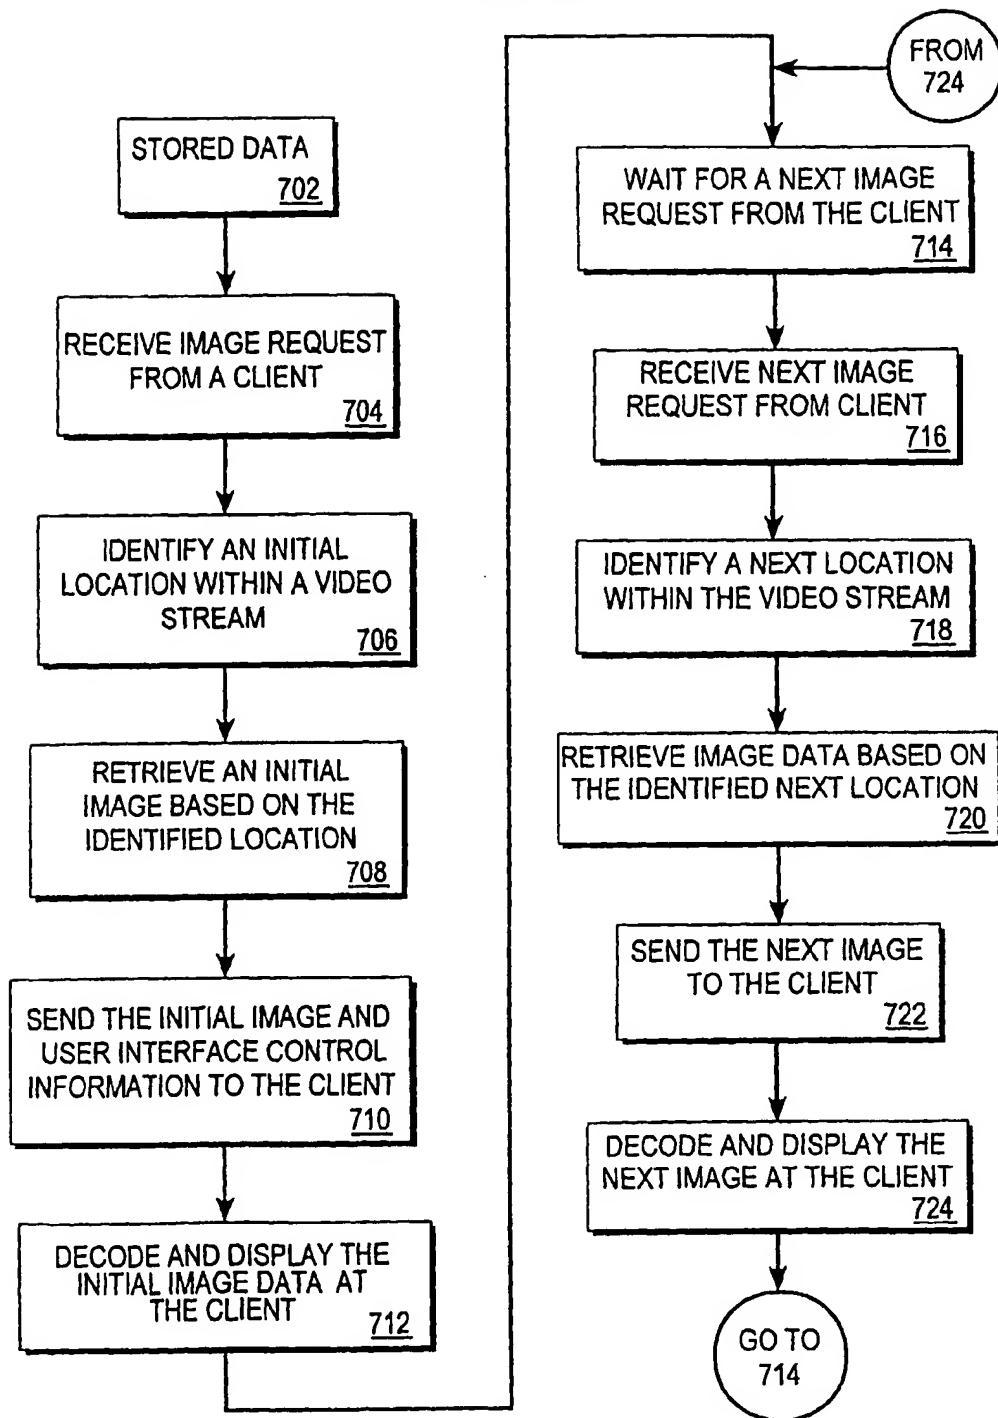 STORED DATA
702
RECEIVE IMAGE REQUEST
FROM A CLIENT
704
IDENTIFY AN INITIAL
LOCATION WITHIN A VIDEO
STREAM
706
RETRIEVE AN INITIAL
IMAGE BASED ON THE
IDENTIFIED LOCATION
708
SEND THE INITIAL IMAGE AND
USER INTERFACE CONTROL
INFORMATION TO THE CLIENT
710
DECODE AND DISPLAY THE
INITIAL IMAGE DATA AT
THE CLIENT
712
FROM
724
WAIT FOR A NEXT IMAGE
REQUEST FROM THE CLIENT
714
RECEIVE NEXT IMAGE
REQUEST FROM CLIENT
716
IDENTIFY A NEXT LOCATION
WITHIN THE VIDEO STREAM
718
RETRIEVE IMAGE DATA BASED ON
THE IDENTIFIED NEXT LOCATION
720
SEND THE NEXT IMAGE
TO THE CLIENT
722
DECODE AND DISPLAY THE
NEXT IMAGE AT THE CLIENT
724
GO TO
714